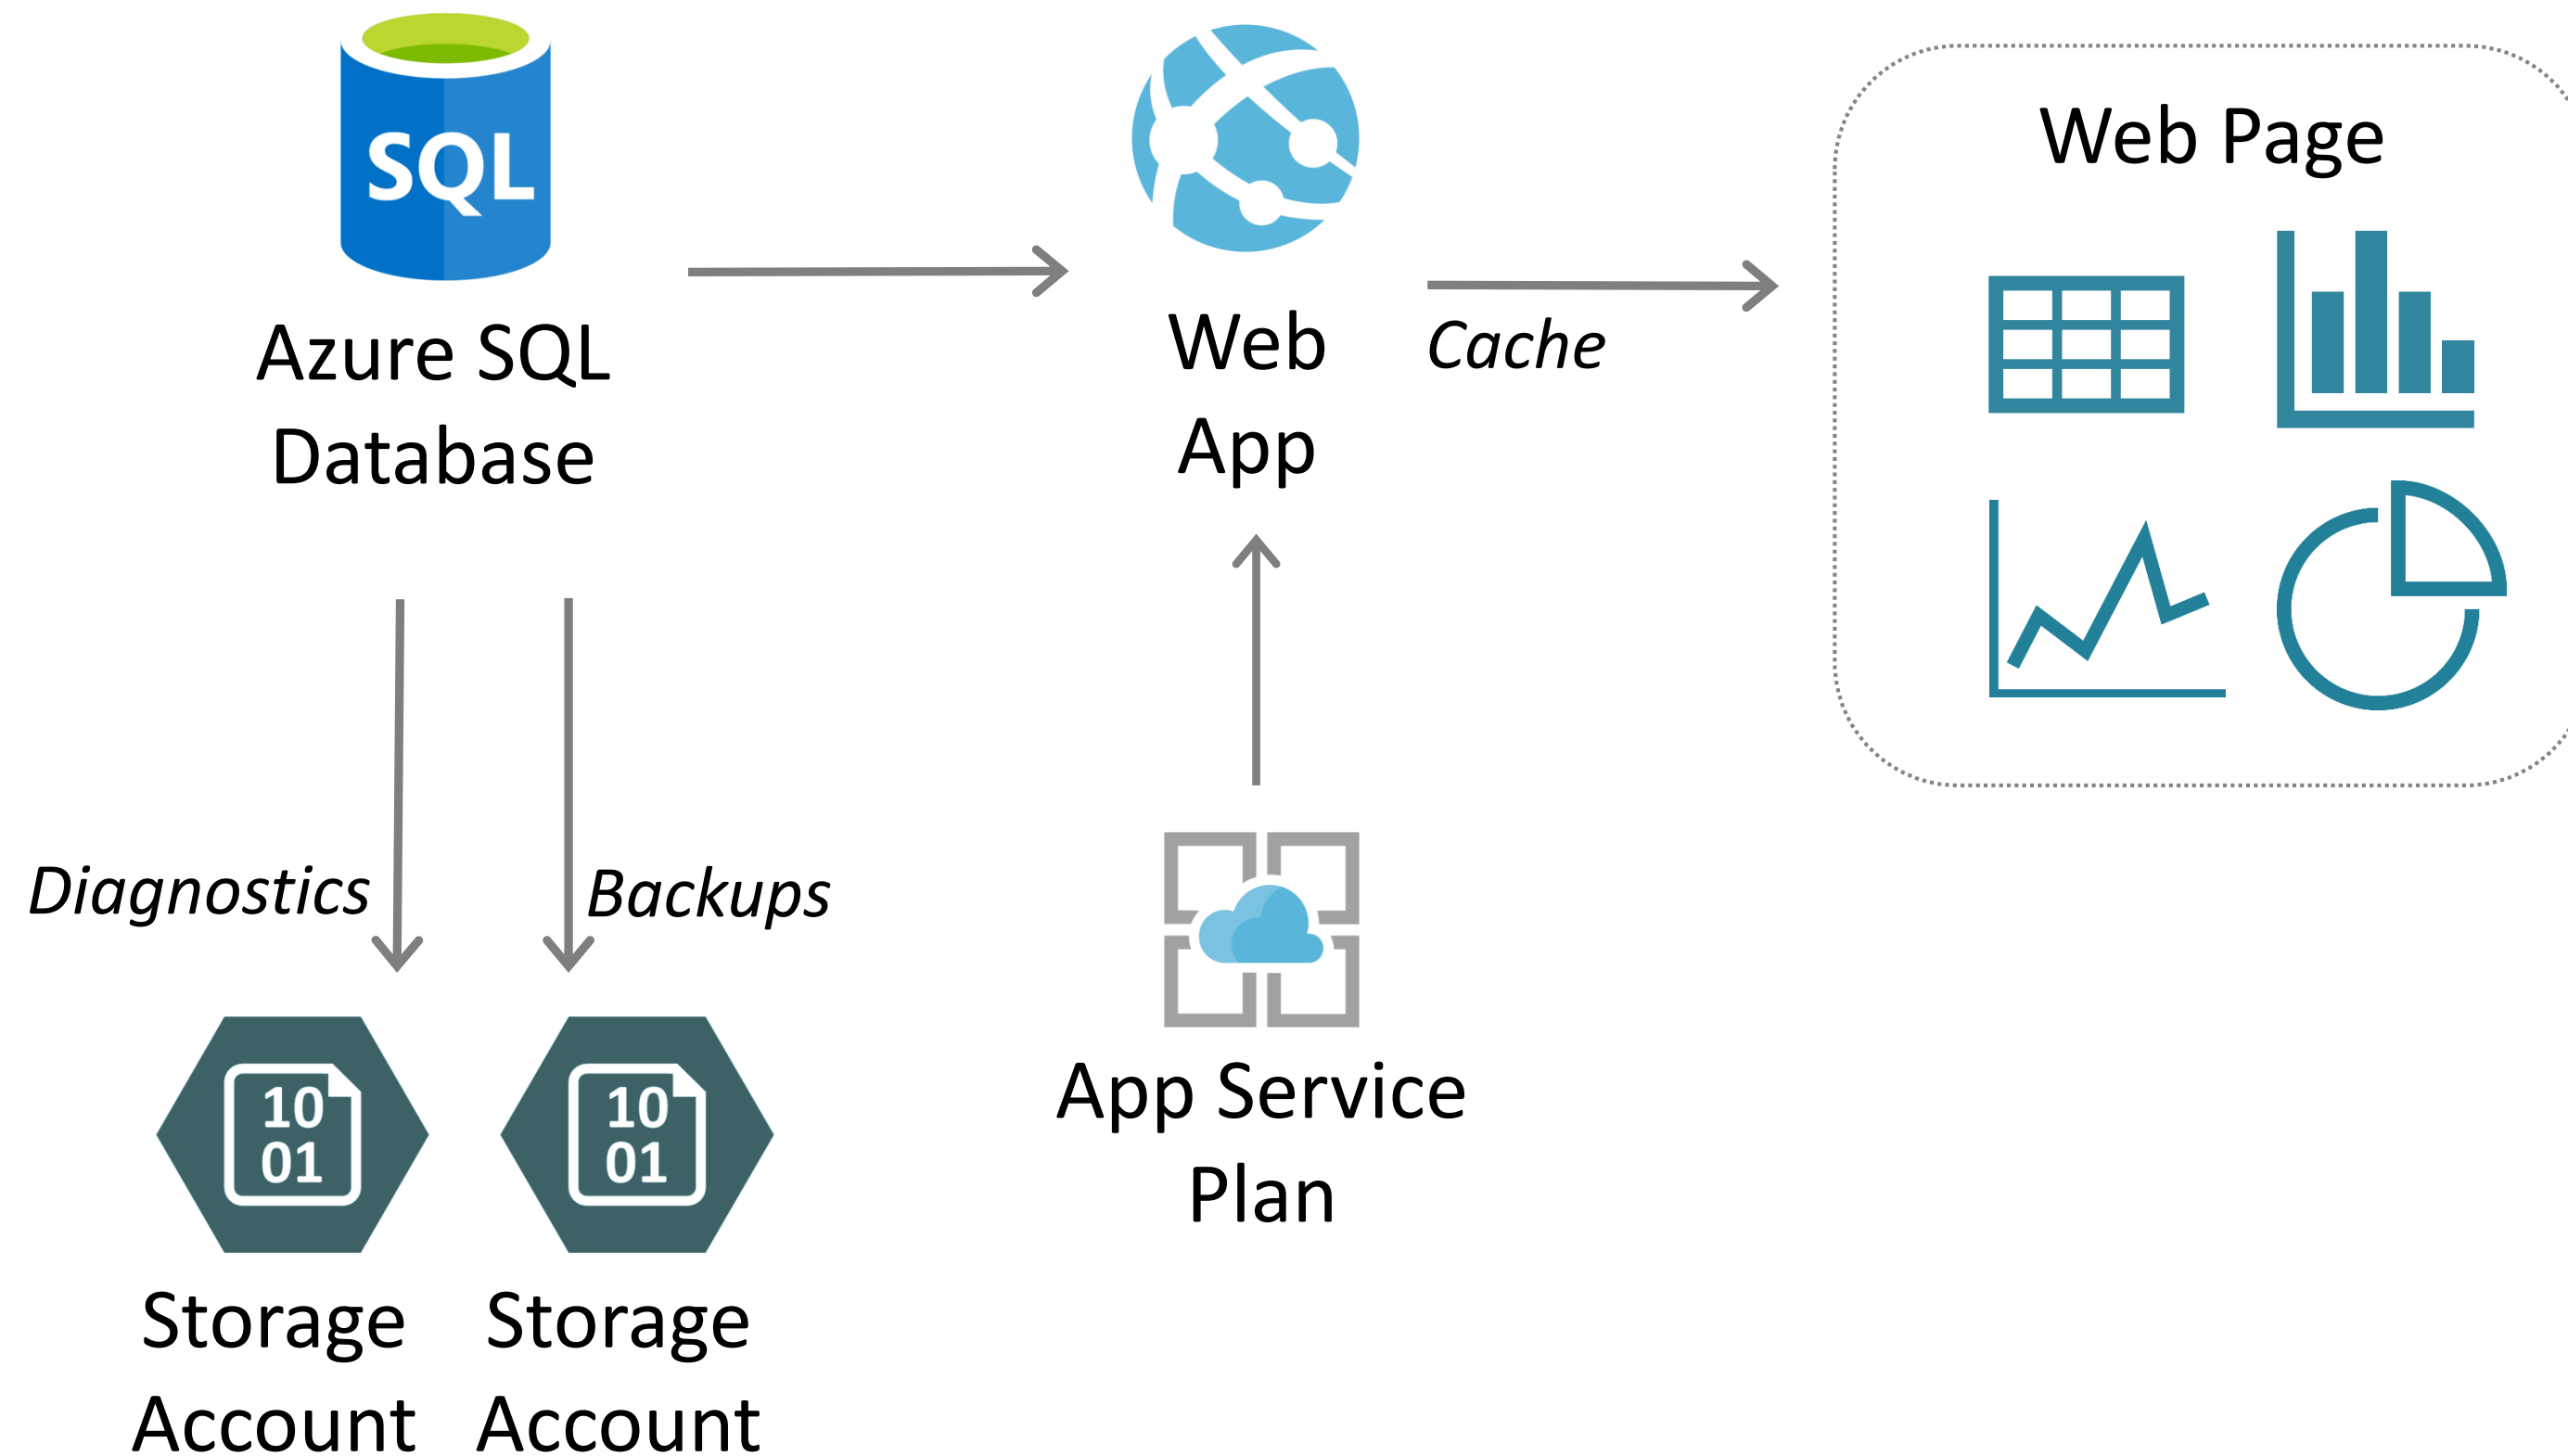 SQL
Azure SQL
Database
Web
App
Cache
Web Page
Diagnostics
Backups
10
01
10
01
Storage
Account
Storage
Account
App Service
Plan